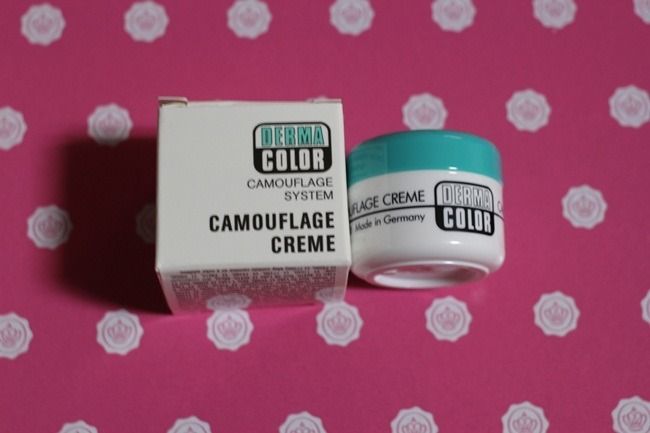 DERMA
COLOR
CAMOUFLAGE
SYSTEM
CAMOUFLAGE
CREME
UFLAGE CREME
Made in Germany
DERMA
COLOR